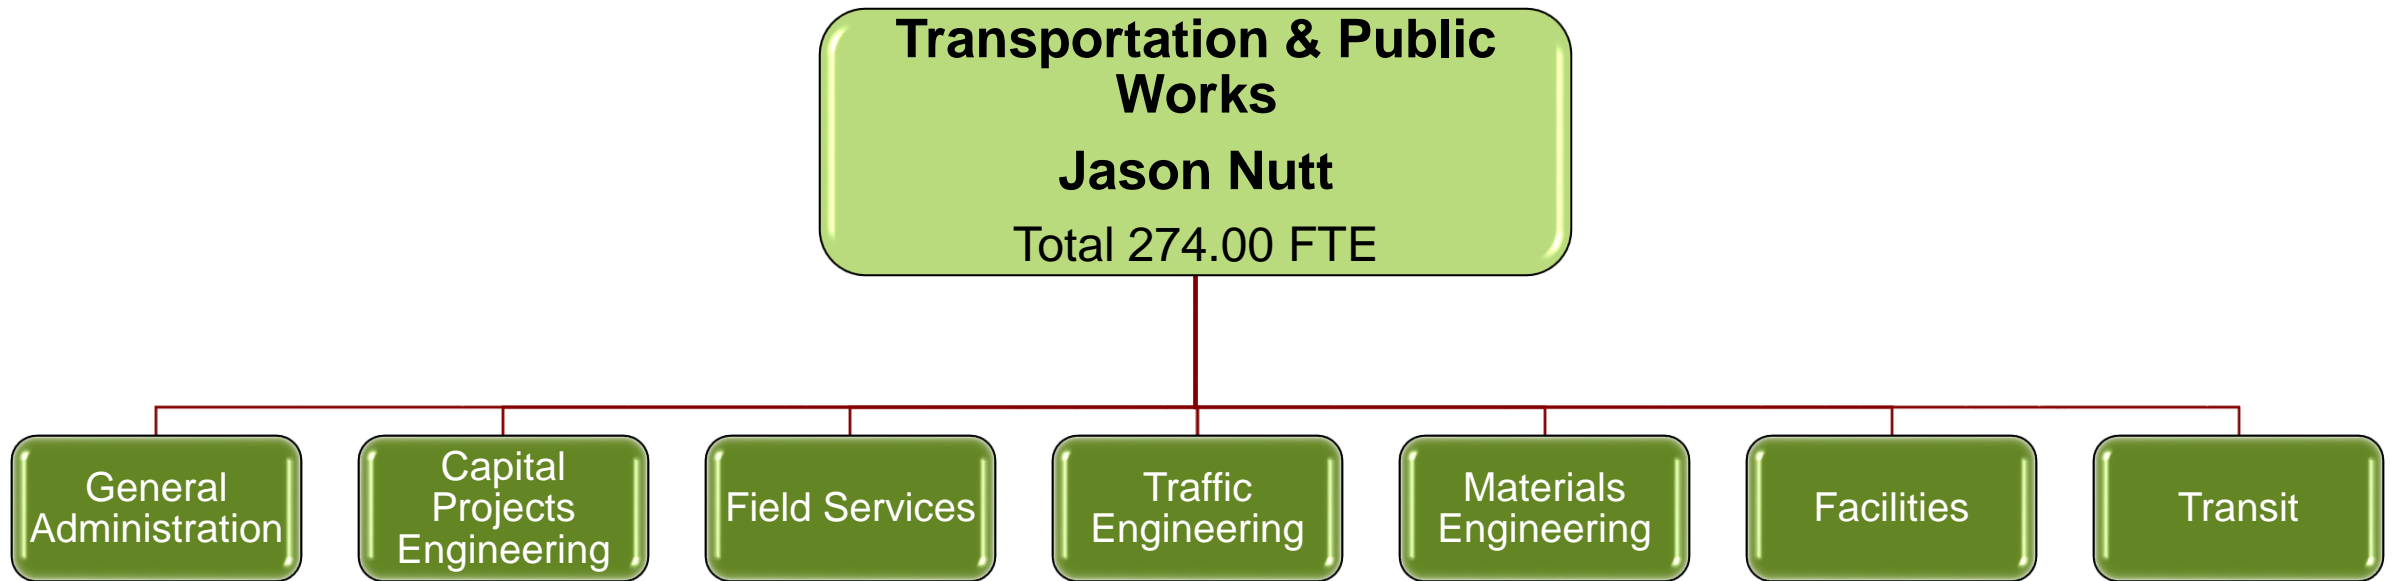 Transportation & Public
Works
Jason Nutt
Total 274.00 FTE
General
Administration
Capital
Projects
Engineering
Field Services
Traffic
Engineering
Materials
Engineering
Facilities
Transit